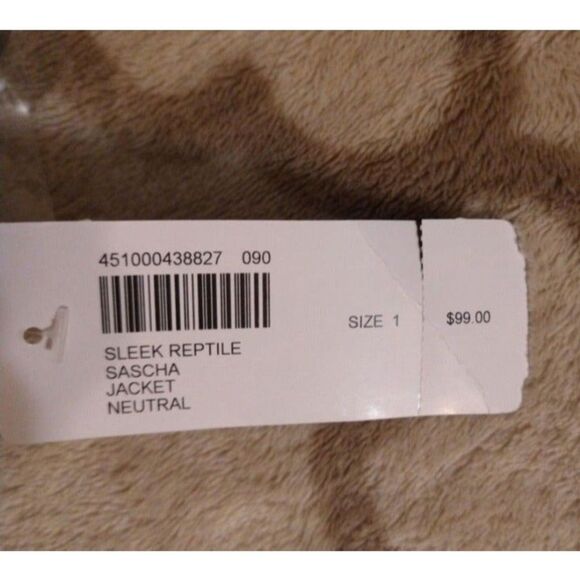 451000438827 090
SLEEK REPTILE
SASCHA
JACKET
NEUTRAL
SIZE 1
$99.00